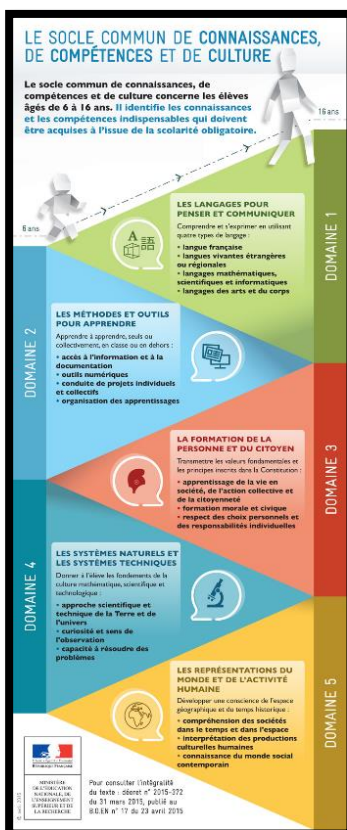 LE SOCLE COMMUN DE CONNAISSANCES,
DE COMPÉTENCES ET DE CULTURE
Le socle commun de connaissances, de
compétences et de culture concerne les élèves
âgés de 6 à 16 ans. Il identifie les connaissances
et les compétences indispensables qui doivent
être acquises à l'issue de la scolarité obligatoire.
16 ans
6 ans
DOMAINE 1
LES LANGAGES POUR
PENSER ET COMMUNIQUER
Comprendre et s'exprimer en utilisant
quatre types de langage :
• langue française
• langues vivantes étrangères
ou régionales
• langages mathématiques,
scientifiques et informatiques
• langages des arts et du corps
A
語
DOMAINE 2
LES MÉTHODES ET OUTILS
POUR APPRENDRE
Apprendre à apprendre, seuls ou
collectivement, en classe ou en dehors :
• accès à l'information et à la
documentation
• outils numériques
• conduite de projets individuels
et collectifs
• organisation des apprentissages
DOMAINE 3
LA FORMATION DE LA
PERSONNE ET DU CITOYEN
Transmettre les valeurs fondamentales et
les principes inscrits dans la Constitution :
• apprentissage de la vie en
société, de l'action collective et
de la citoyenneté
• formation morale et civique
• respect des choix personnels et
des responsabilités individuelles
DOMAINE 4
LES SYSTÈMES NATURELS ET
LES SYSTÈMES TECHNIQUES
Donner à l'élève les fondements de la
culture mathématique, scientifique et
technologique :
• approche scientifique et
technique de la Terre et de
l'univers
• curiosité et sens de
l'observation
• capacité à résoudre des
problèmes
DOMAINE 5
LES REPRÉSENTATIONS DU
MONDE ET DE L'ACTIVITÉ
HUMAINE
Développer une conscience de l'espace
géographique et du temps historique :
• compréhension des sociétés
dans le temps et dans l'espace
• interprétation des productions
culturelles humaines
• connaissance du monde social
contemporain
RÉPUBLIQUE FRANÇAISE
MINISTÈRE
DE L'ÉDUCATION
NATIONALE, DE
L'ENSEIGNEMENT
SUPÉRIEUR ET DE
LA RECHERCHE
Pour consulter l'intégralité
du texte : décret n° 2015-372
du 31 mars 2015, publié au
B.O.EN n° 17 du 23 avril 2015